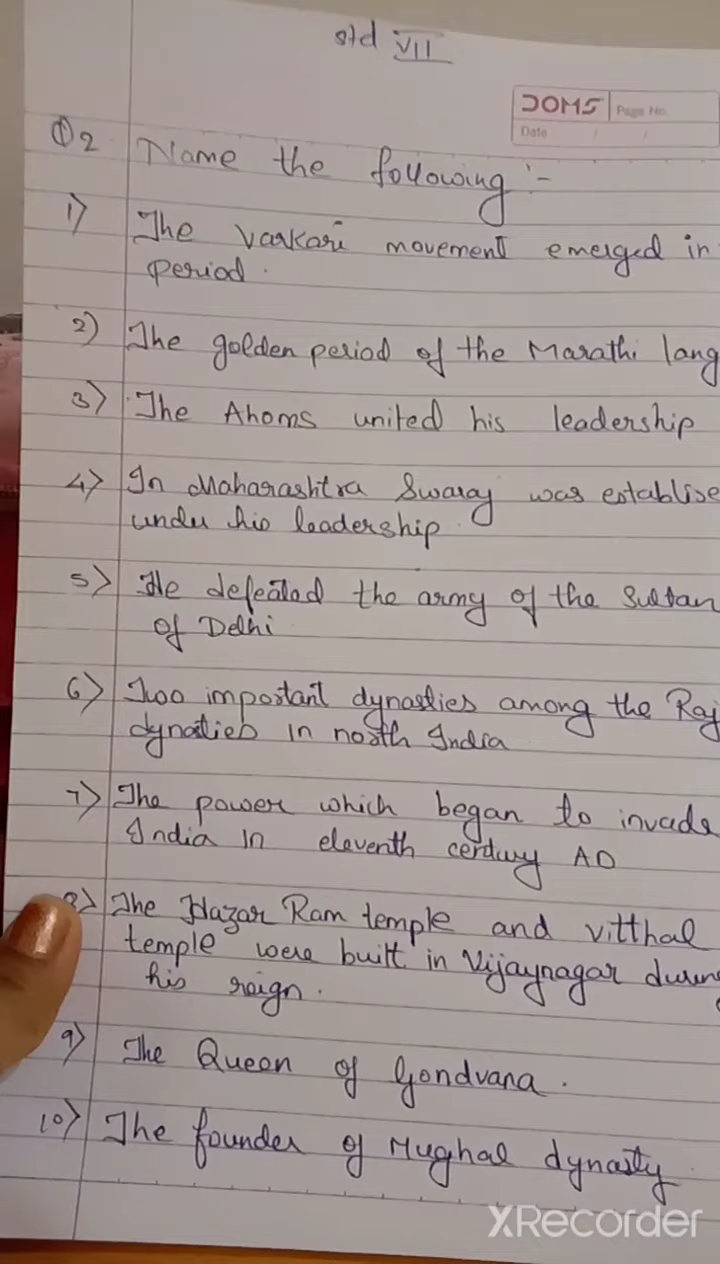 std VII
DOMS Page No.
Date / /
Q2 Name the following :-
1) The Varkari movement emerged in
period.
2) The golden period of the Marathi lang
3) The Ahoms united his leadership
4) In Maharashtra Swaraj was establise
under his leadership.
5) He defeated the army of the Sultan
of Delhi
6) Two important dynasties among the Raj
dynaties in north India
7) The power which began to invade
India in eleventh century AD
8) The Hazar Ram temple and vitthal
temple were built in Vijaynagar during
his reign.
9) The Queen of Gondvana.
10) The founder of Mughal dynasty
XRecorder